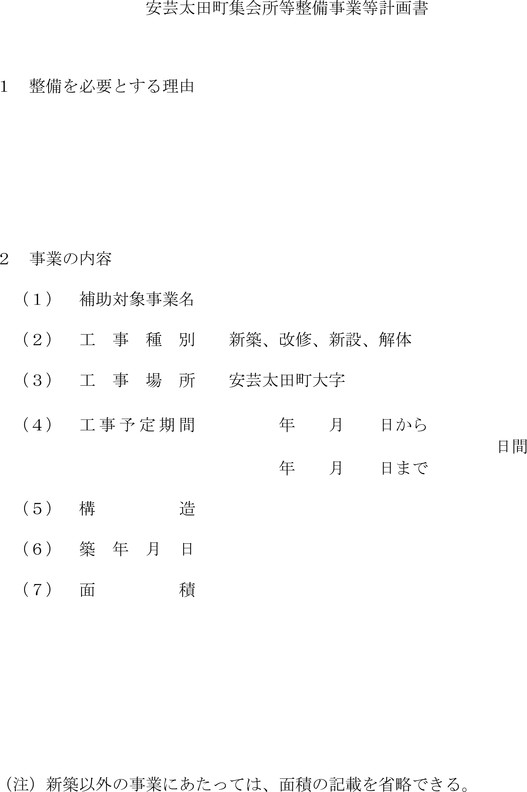 安芸太田町集会所等整備事業等計画書
１　整備を必要とする理由
２　事業の内容
（１）　補助対象事業名
（２）　工　事　種　別　　新築、改修、新設、解体
（３）　工　事　場　所　　安芸太田町大字
（４）　工事予定期間　　　　　年　　月　　日から
日間
年　　月　　日まで
（５）　構　　　　　造
（６）　築　年　月　日
（７）　面　　　　　積
（注）新築以外の事業にあたっては、面積の記載を省略できる。